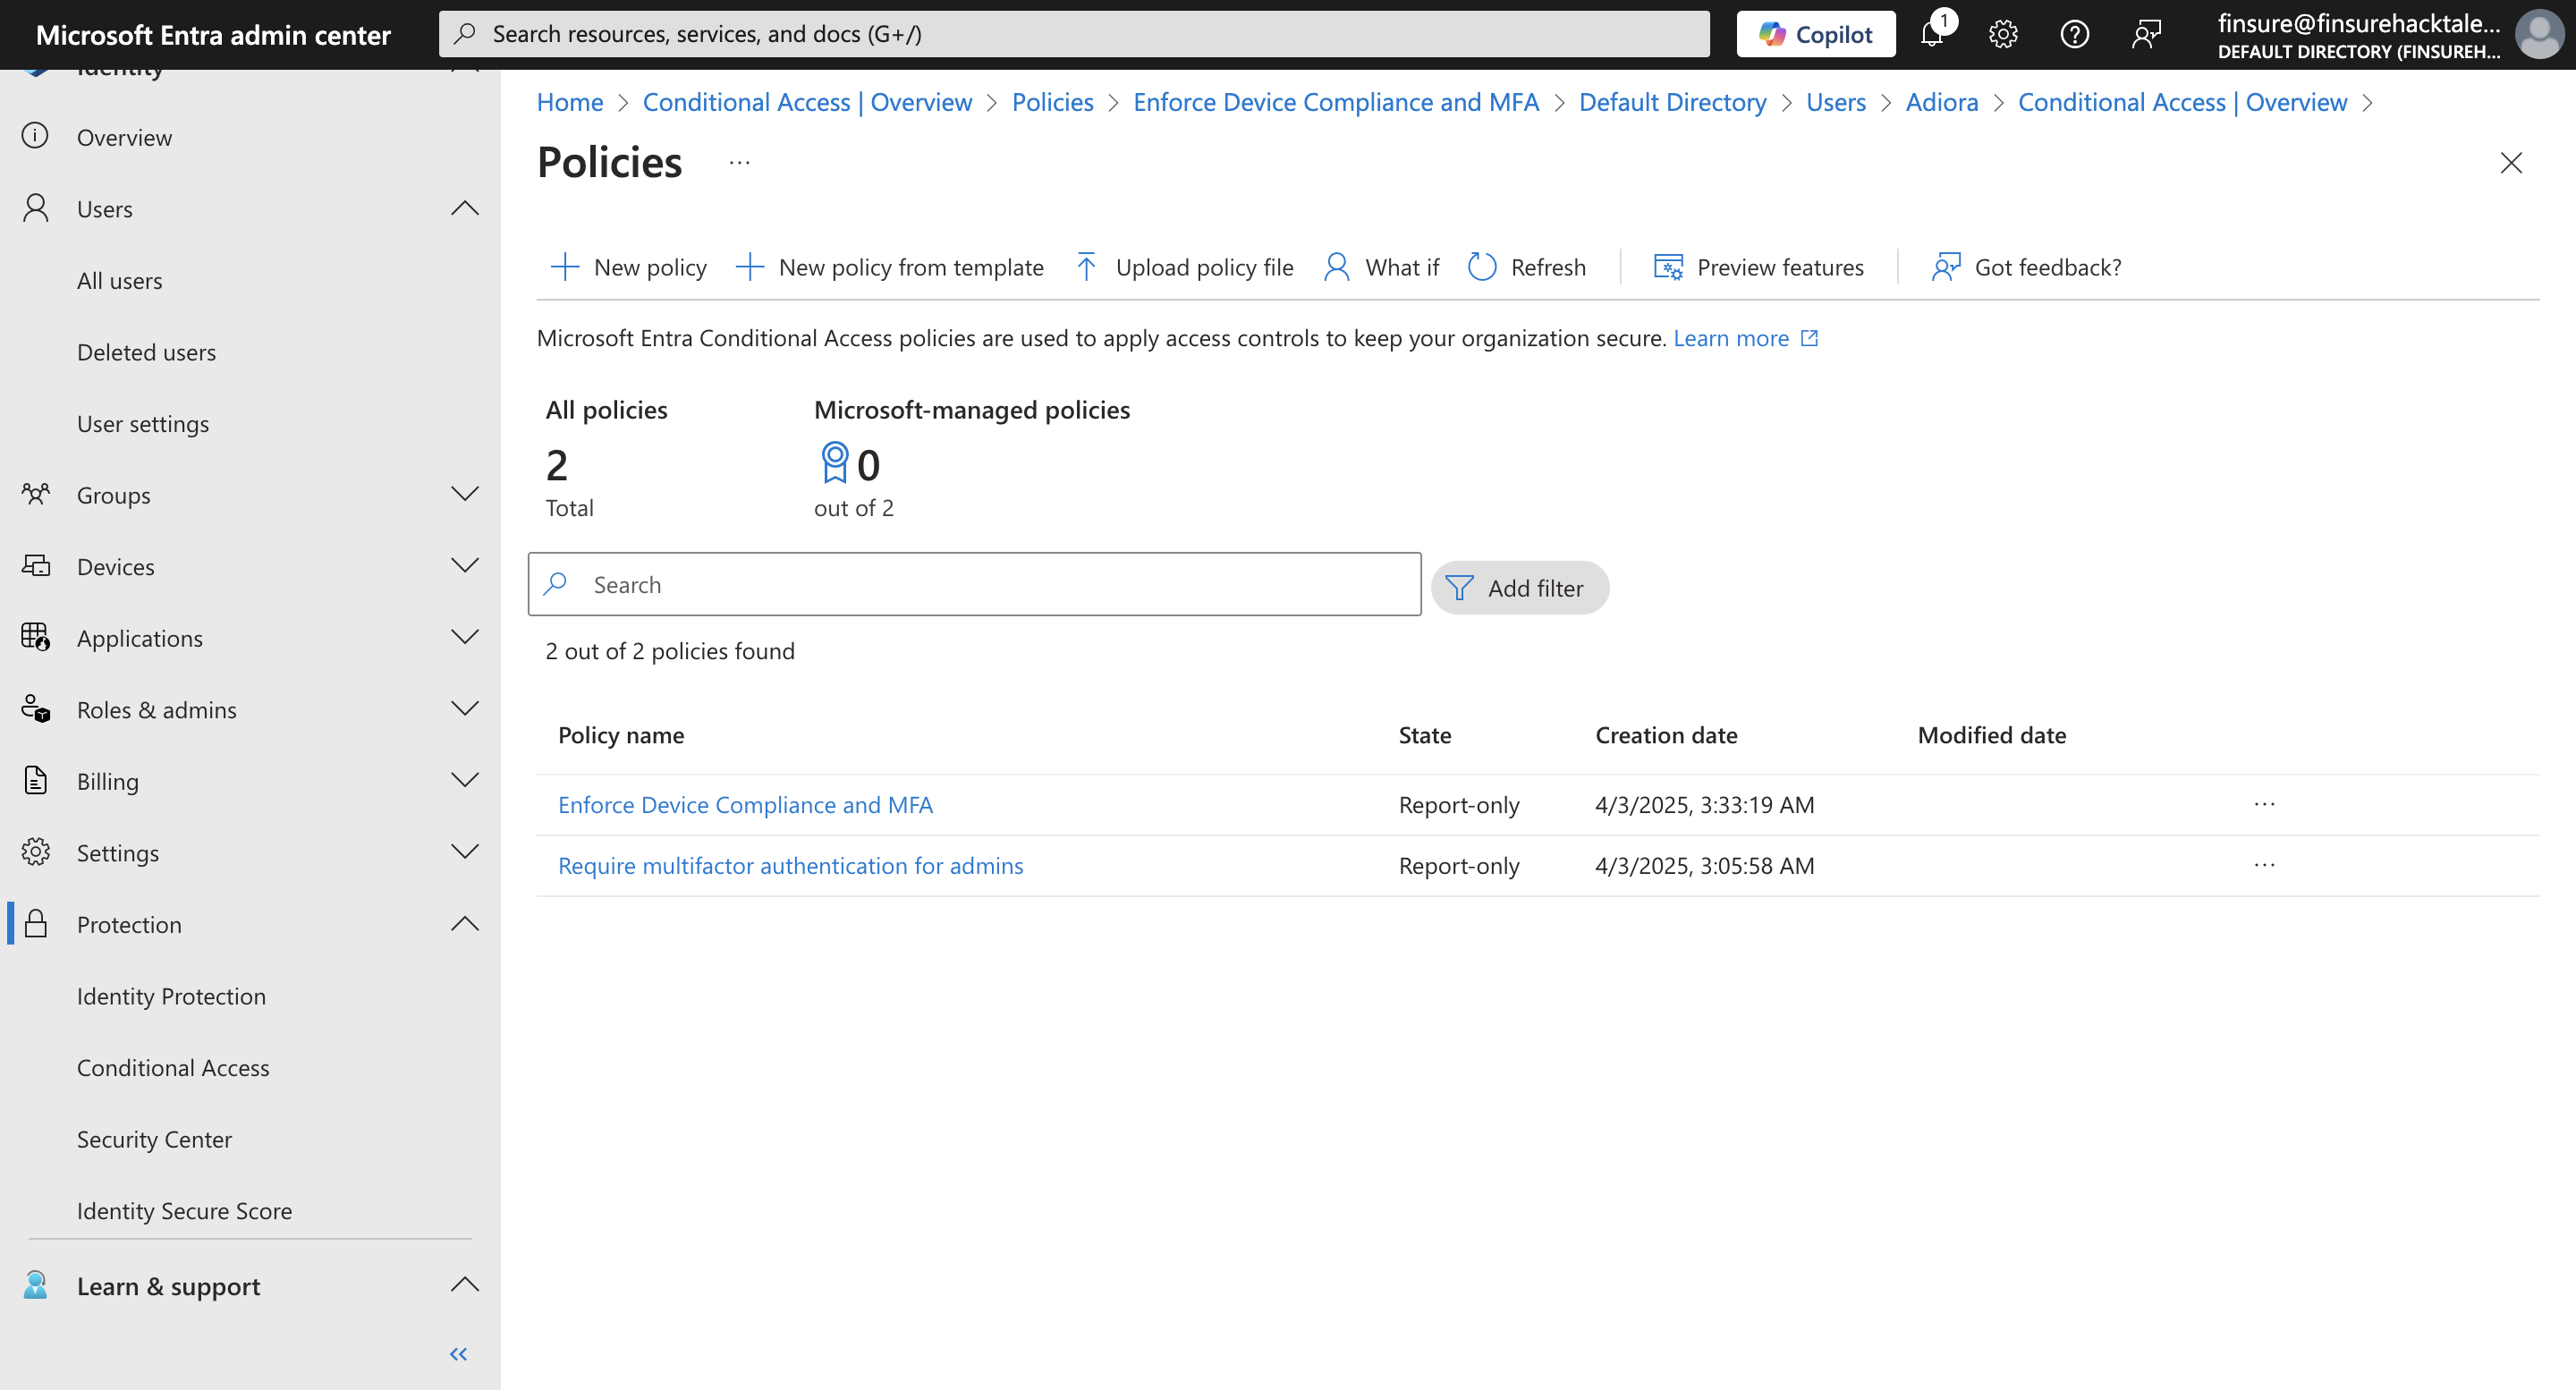 Microsoft Entra admin center
Search resources, services, and docs (G+/)
Copilot
1
finsure@finsurehacktale...
DEFAULT DIRECTORY (FINSUREH...
Identity
Overview
Users
All users
Deleted users
User settings
Groups
Devices
Applications
Roles & admins
Billing
Settings
Protection
Identity Protection
Conditional Access
Security Center
Identity Secure Score
Learn & support
Home > Conditional Access | Overview > Policies > Enforce Device Compliance and MFA > Default Directory > Users > Adiora > Conditional Access | Overview >
Policies ...
New policy New policy from template Upload policy file What if Refresh Preview features Got feedback?
Microsoft Entra Conditional Access policies are used to apply access controls to keep your organization secure. Learn more
All policies Microsoft-managed policies
2 0
Total out of 2
Search Add filter
2 out of 2 policies found
Policy name State Creation date Modified date
Enforce Device Compliance and MFA Report-only 4/3/2025, 3:33:19 AM ...
Require multifactor authentication for admins Report-only 4/3/2025, 3:05:58 AM ...